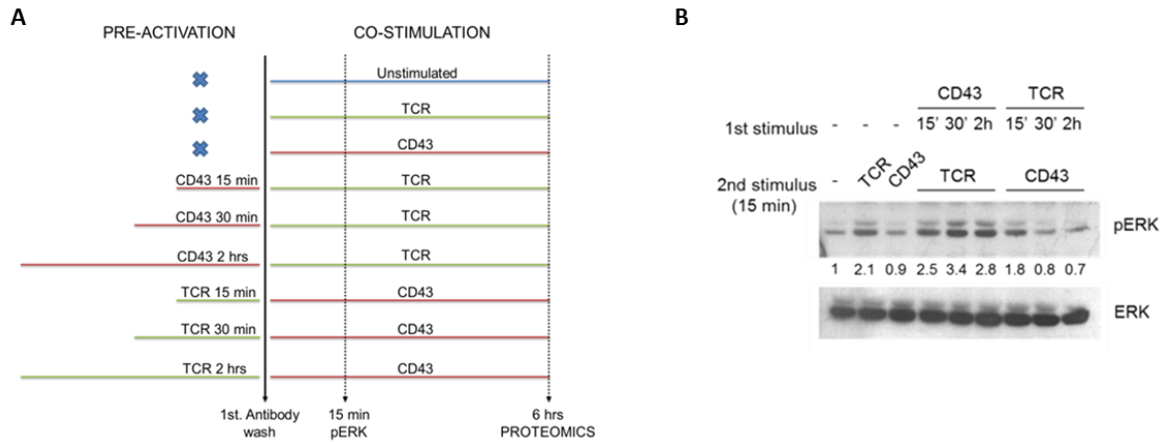 A
PRE-ACTIVATION
CO-STIMULATION
Unstimulated
TCR
CD43
CD43 15 min
TCR
CD43 30 min
TCR
CD43 2 hrs
TCR
TCR 15 min
CD43
TCR 30 min
CD43
TCR 2 hrs
CD43
1st. Antibody
wash
15 min
pERK
6 hrs
PROTEOMICS
B
CD43 TCR
1st stimulus - - - 15' 30' 2h 15' 30' 2h
2nd stimulus - TCR CD43 TCR CD43
(15 min)
pERK
1 2.1 0.9 2.5 3.4 2.8 1.8 0.8 0.7
ERK